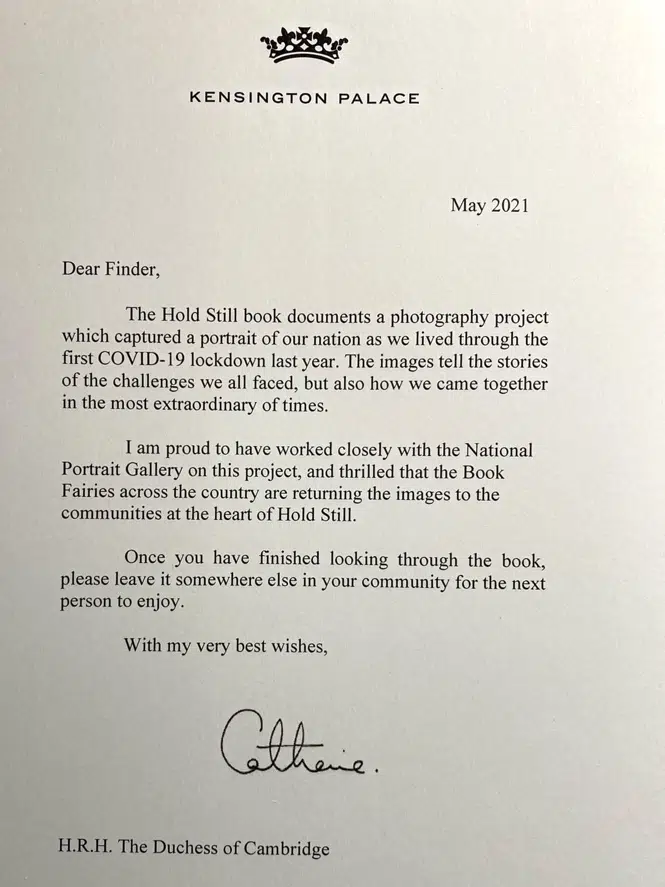 KENSINGTON PALACE
May 2021
Dear Finder,
The Hold Still book documents a photography project
which captured a portrait of our nation as we lived through the
first COVID-19 lockdown last year. The images tell the stories
of the challenges we all faced, but also how we came together
in the most extraordinary of times.
I am proud to have worked closely with the National
Portrait Gallery on this project, and thrilled that the Book
Fairies across the country are returning the images to the
communities at the heart of Hold Still.
Once you have finished looking through the book,
please leave it somewhere else in your community for the next
person to enjoy.
With my very best wishes,
Catherine.
H.R.H. The Duchess of Cambridge